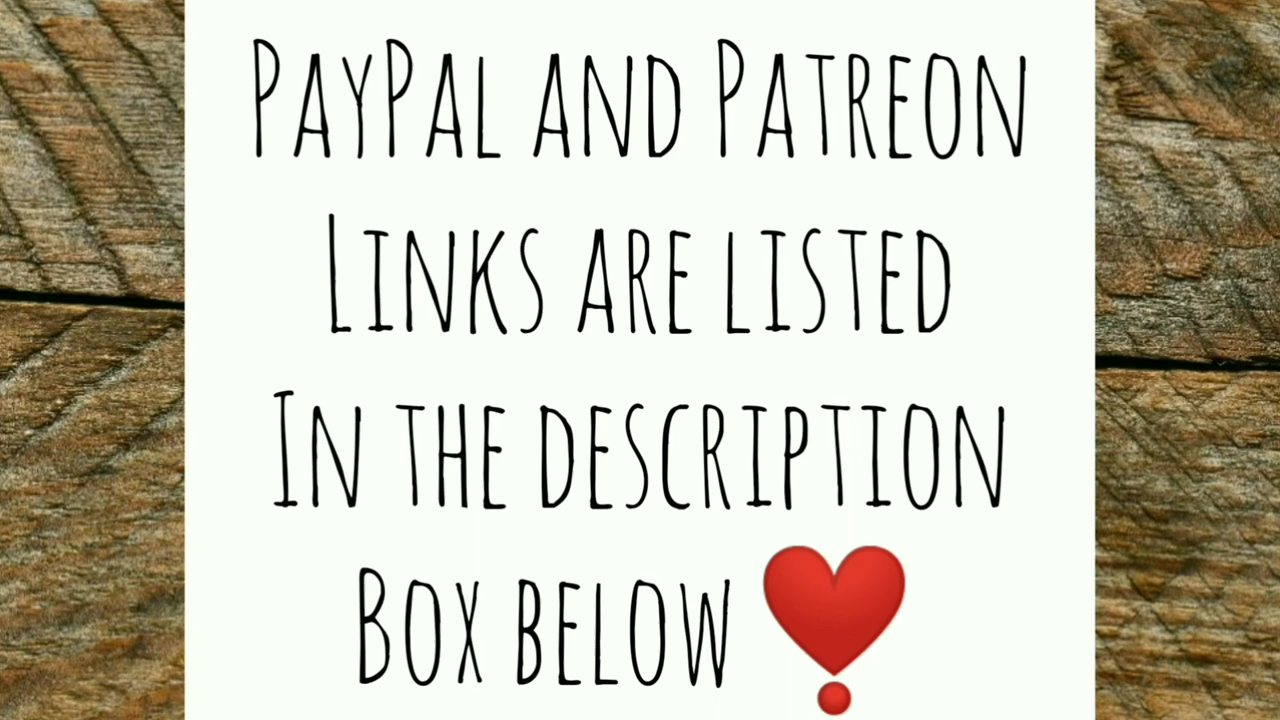 PayPal and Patreon
Links are listed
In the description
Box below ❣